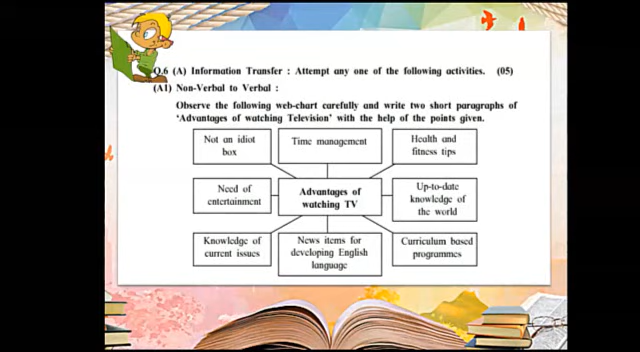 Q.6 (A) Information Transfer : Attempt any one of the following activities. (05)
(A1) Non-Verbal to Verbal :
Observe the following web-chart carefully and write two short paragraphs of
‘Advantages of watching Television’ with the help of the points given.
Not an idiot
box
Time management
Health and
fitness tips
Need of
entertainment
Advantages of
watching TV
Up-to-date
knowledge of
the world
Knowledge of
current issues
News items for
developing English
language
Curriculum based
programmes